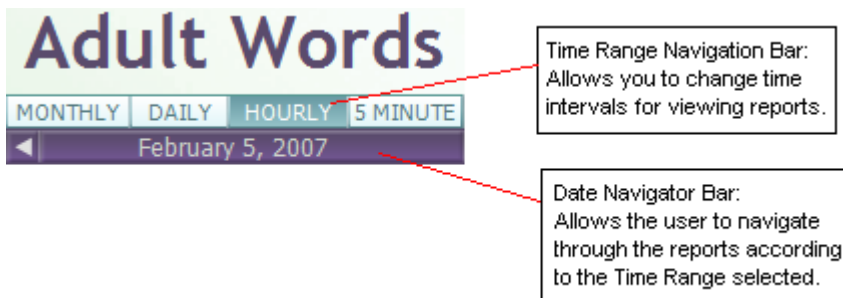 Adult Words
MONTHLY DAILY HOURLY 5 MINUTE
February 5, 2007
Time Range Navigation Bar:
Allows you to change time
intervals for viewing reports.
Date Navigator Bar:
Allows the user to navigate
through the reports according
to the Time Range selected.